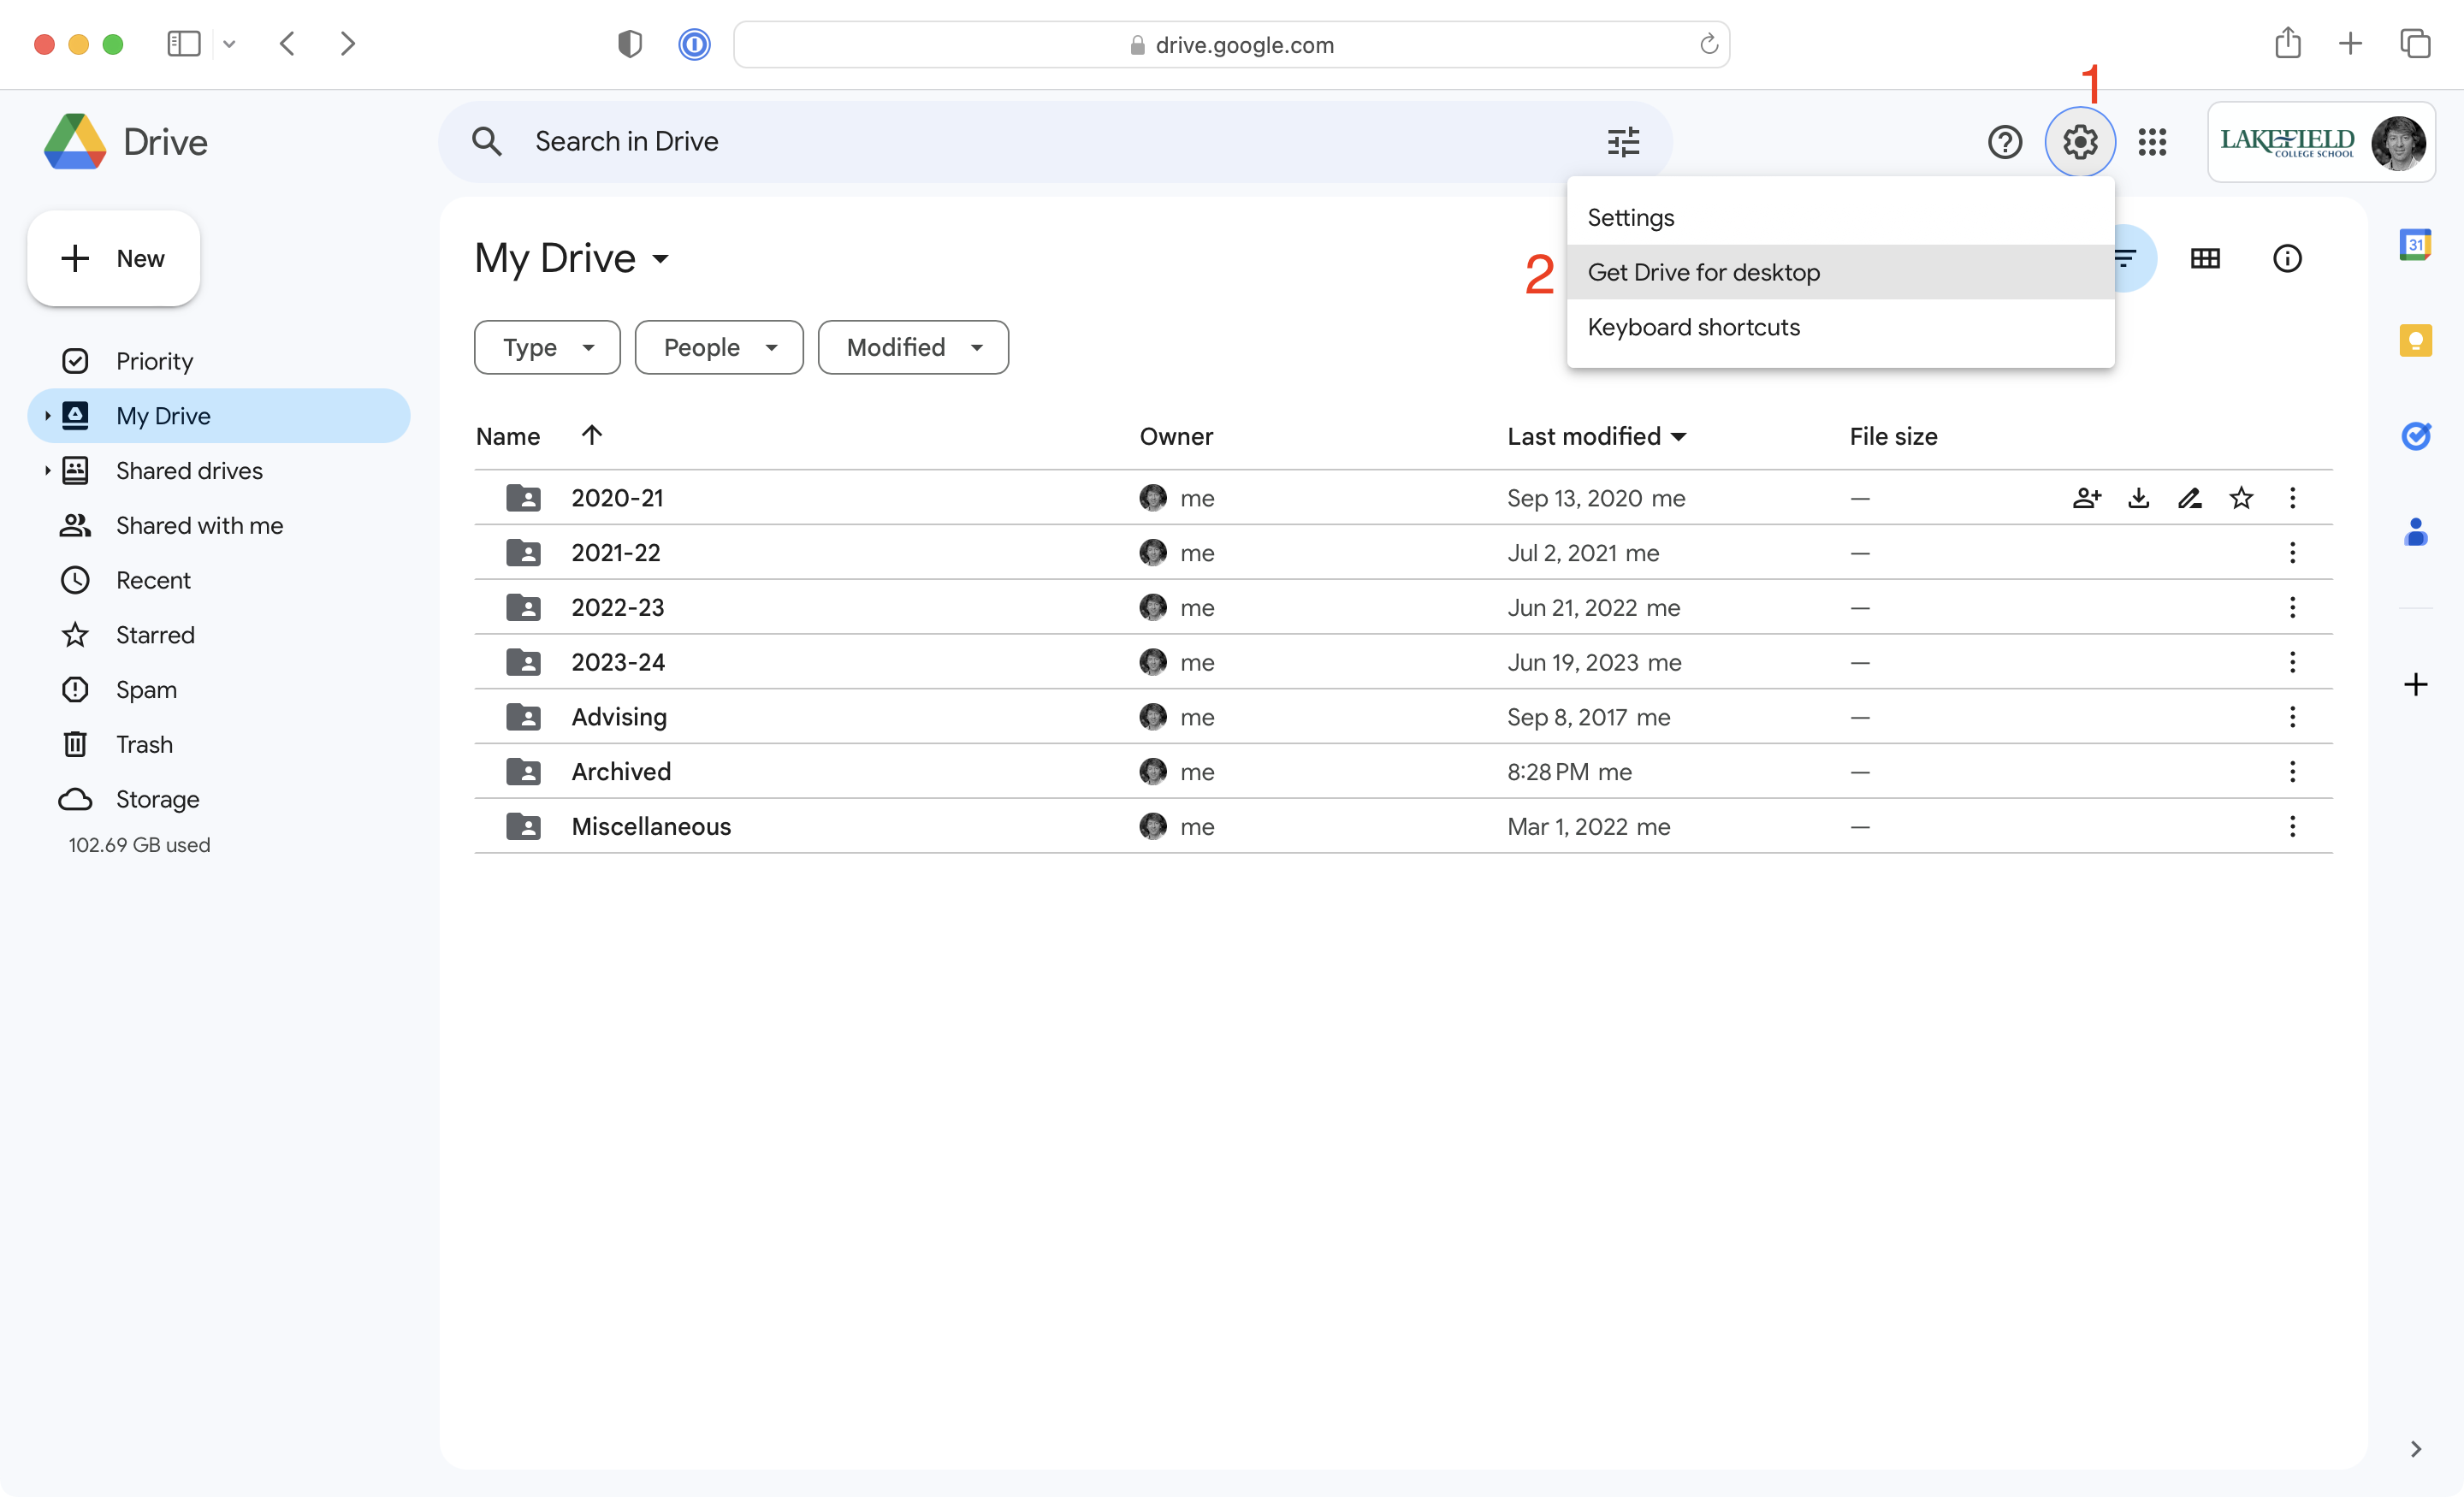 drive.google.com
1
Drive
Search in Drive
LAKEFIELD
COLLEGE SCHOOL
New
My Drive
Settings
2
Get Drive for desktop
Keyboard shortcuts
31
Type
People
Modified
Priority
My Drive
Shared drives
Shared with me
Recent
Starred
Spam
Trash
Storage
102.69 GB used
Name Owner Last modified File size
2020-21 me Sep 13, 2020 me —
2021-22 me Jul 2, 2021 me —
2022-23 me Jun 21, 2022 me —
2023-24 me Jun 19, 2023 me —
Advising me Sep 8, 2017 me —
Archived me 8:28 PM me —
Miscellaneous me Mar 1, 2022 me —